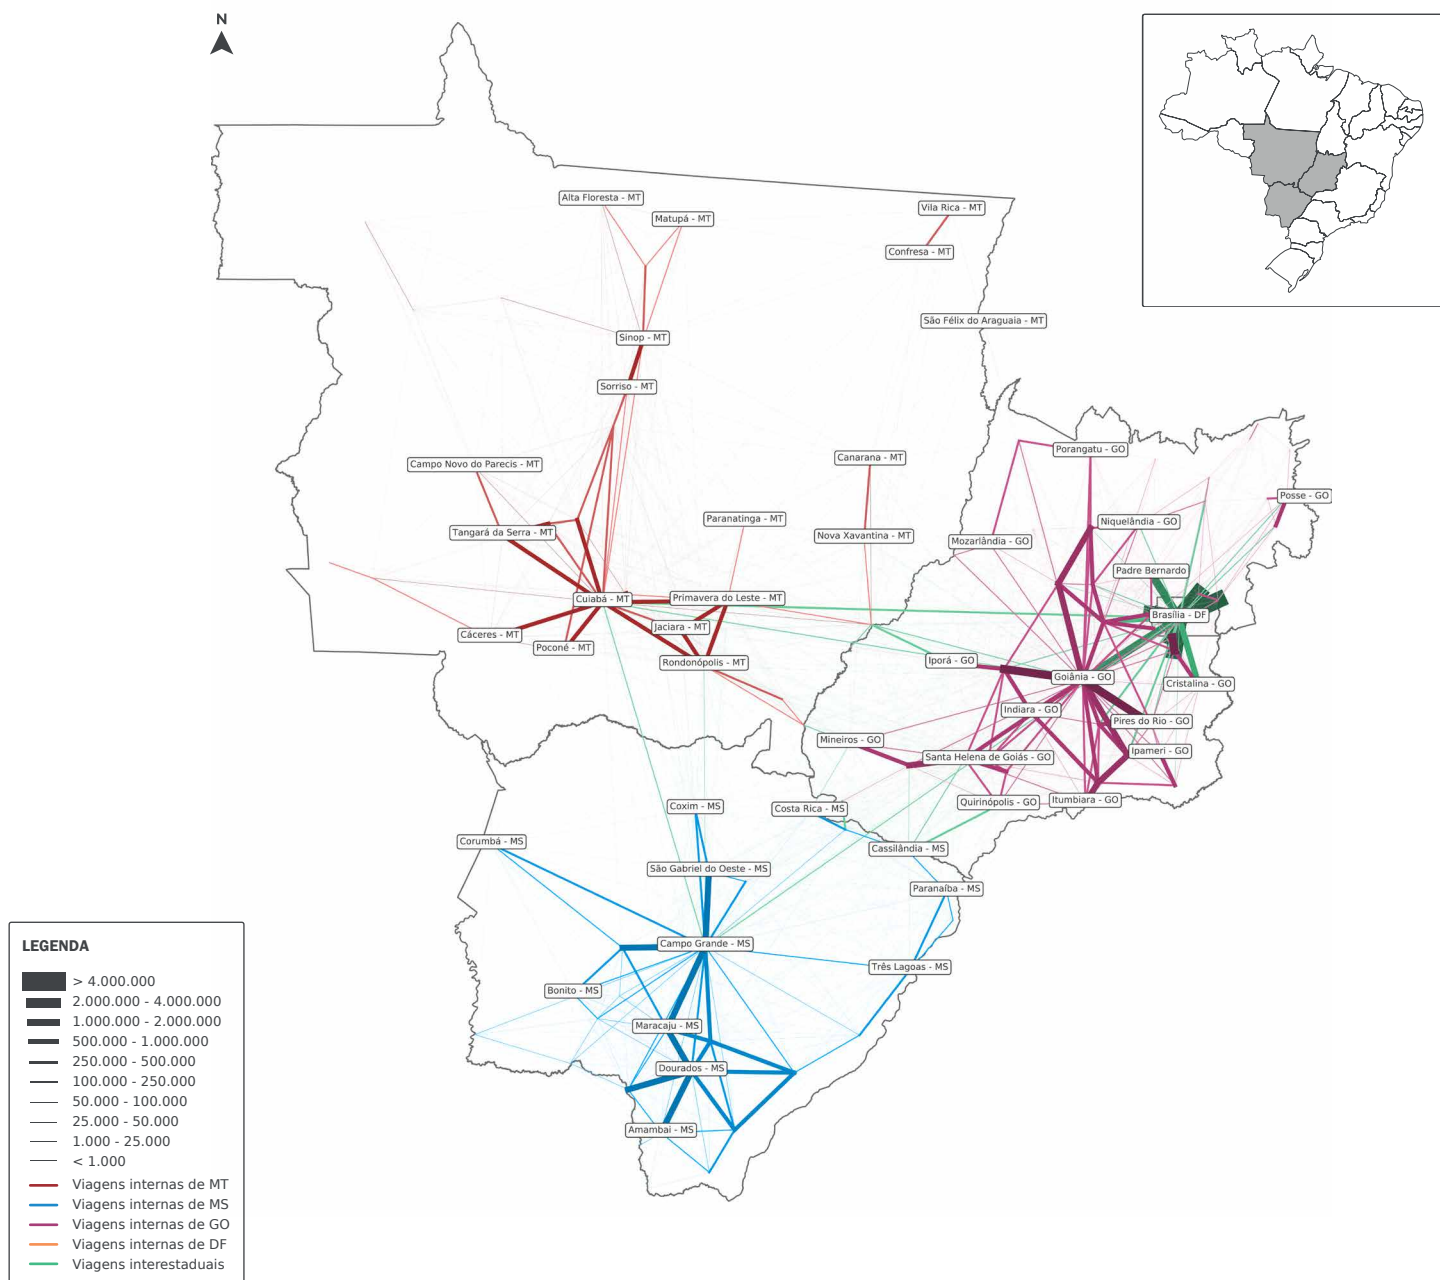 N
Alta Floresta - MT
Matupá - MT
Vila Rica - MT
Confresa - MT
São Félix do Araguaia - MT
Sinop - MT
Sorriso - MT
Campo Novo do Parecis - MT
Canarana - MT
Porangatu - GO
Posse - GO
Paranatinga - MT
Niquelândia - GO
Tangará da Serra - MT
Nova Xavantina - MT
Mozarlândia - GO
Padre Bernardo
Cuiabá - MT
Primavera do Leste - MT
Brasília - DF
Jaciara - MT
Cáceres - MT
Poconé - MT
Rondonópolis - MT
Iporá - GO
Goiânia - GO
Cristalina - GO
Indiara - GO
Pires do Rio - GO
Mineiros - GO
Ipameri - GO
Santa Helena de Goiás - GO
Coxim - MS
Costa Rica - MS
Quirinópolis - GO
Itumbiara - GO
Corumbá - MS
Cassilândia - MS
São Gabriel do Oeste - MS
Paranaíba - MS
Campo Grande - MS
Três Lagoas - MS
Bonito - MS
Maracaju - MS
Dourados - MS
Amambai - MS
LEGENDA
> 4.000.000
2.000.000 - 4.000.000
1.000.000 - 2.000.000
500.000 - 1.000.000
250.000 - 500.000
100.000 - 250.000
50.000 - 100.000
25.000 - 50.000
1.000 - 25.000
< 1.000
Viagens internas de MT
Viagens internas de MS
Viagens internas de GO
Viagens internas de DF
Viagens interestaduais